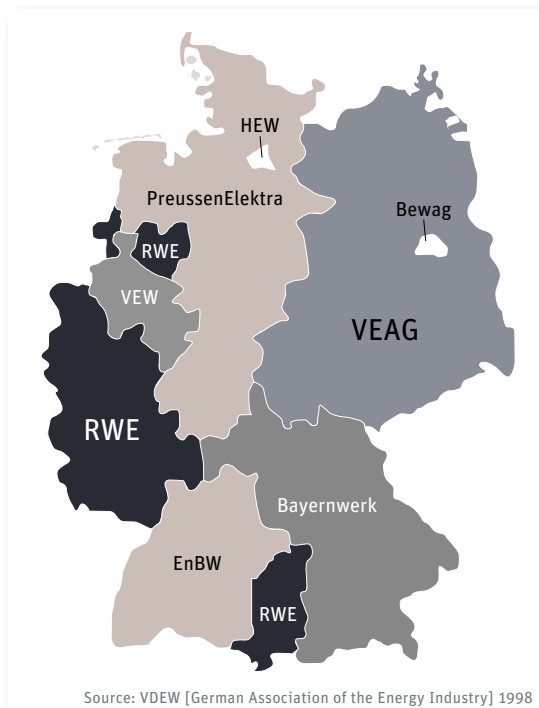 HEW
PreussenElektra
Bewag
RWE
VEW
VEAG
RWE
Bayernwerk
EnBW
RWE
Source: VDEW [German Association of the Energy Industry] 1998